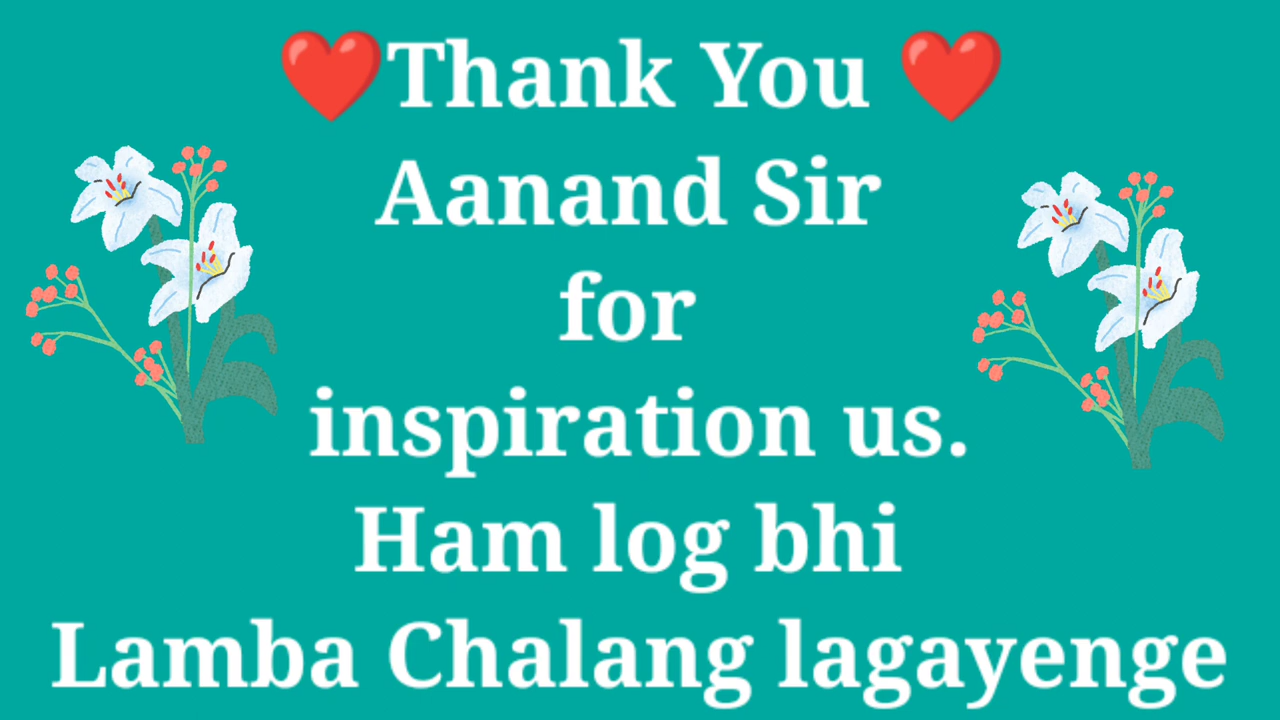 ❤️Thank You ❤️
Aanand Sir
for
inspiration us.
Ham log bhi
Lamba Chalang lagayenge